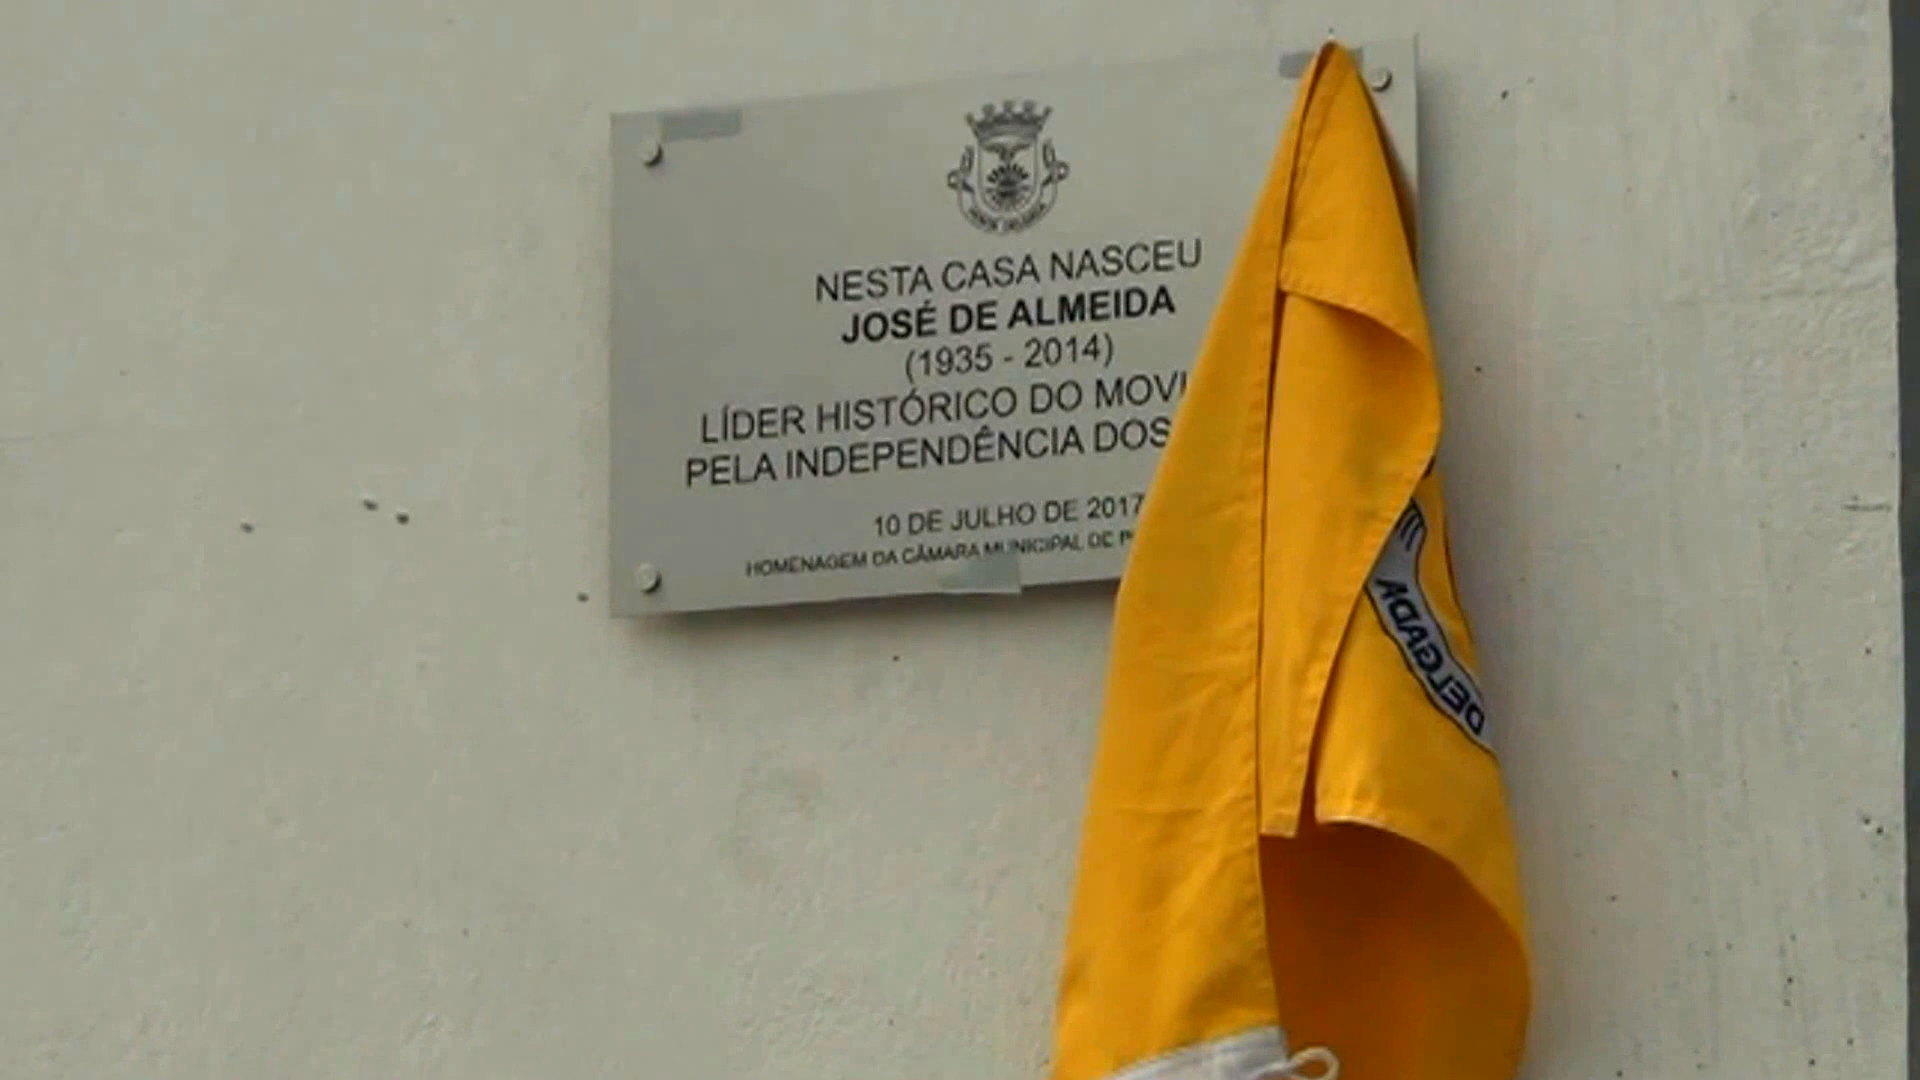 NESTA CASA NASCEU
JOSÉ DE ALMEIDA
(1935 - 2014)
LÍDER HISTÓRICO DO MOVI
PELA INDEPENDÊNCIA DOS
10 DE JULHO DE 2017
HOMENAGEM DA CÂMARA MUNICIPAL DE
DELGADA